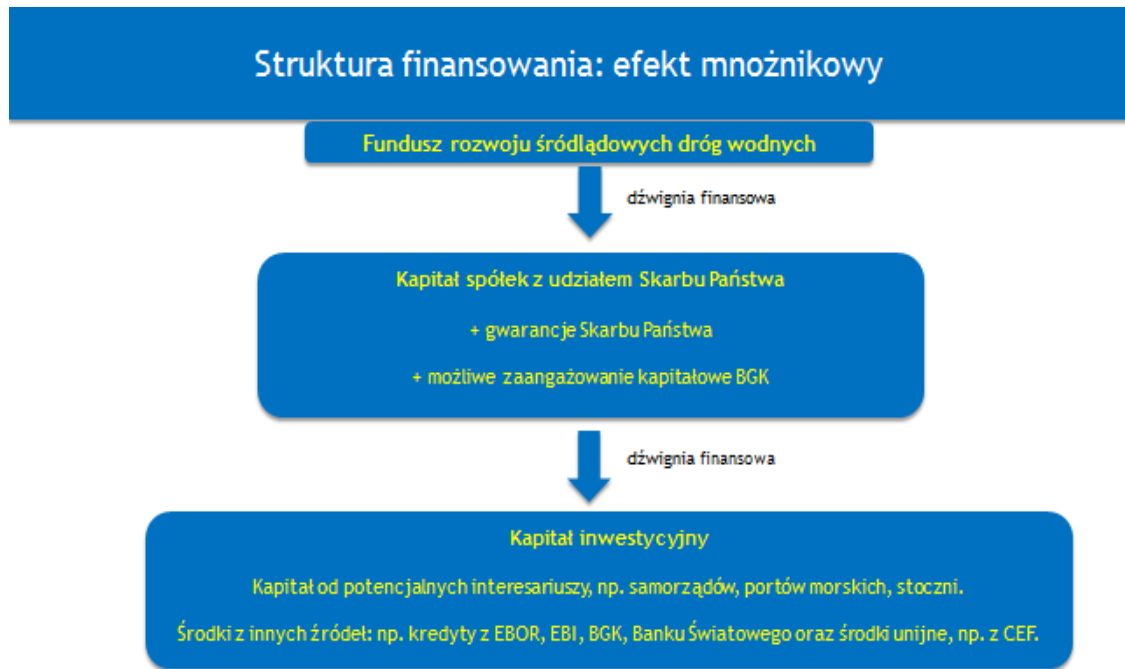 Struktura finansowania: efekt mnożnikowy
Fundusz rozwoju śródlądowych dróg wodnych
dźwignia finansowa
Kapitał spółek z udziałem Skarbu Państwa
+ gwarancje Skarbu Państwa
+ możliwe zaangażowanie kapitałowe BGK
dźwignia finansowa
Kapitał inwestycyjny
Kapitał od potencjalnych interesariuszy, np. samorządów, portów morskich, stoczni.
Środki z innych źródeł: np. kredyty z EBOR, EBI, BGK, Banku Światowego oraz środki unijne, np. z CEF.